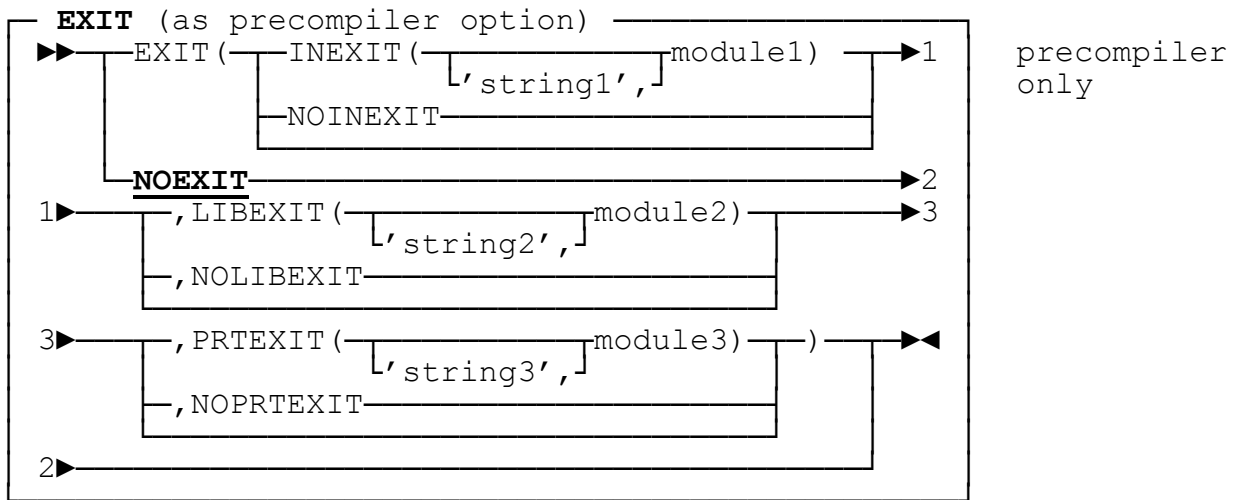 EXIT (as precompiler option)
EXIT( INEXIT( module1) 1 precompiler
'string1', only
NOINEXIT
NOEXIT 2
1 ,LIBEXIT( module2) 3
'string2',
,NOLIBEXIT
3 ,PRTEXIT( module3) )
'string3',
,NOPRTEXIT
2